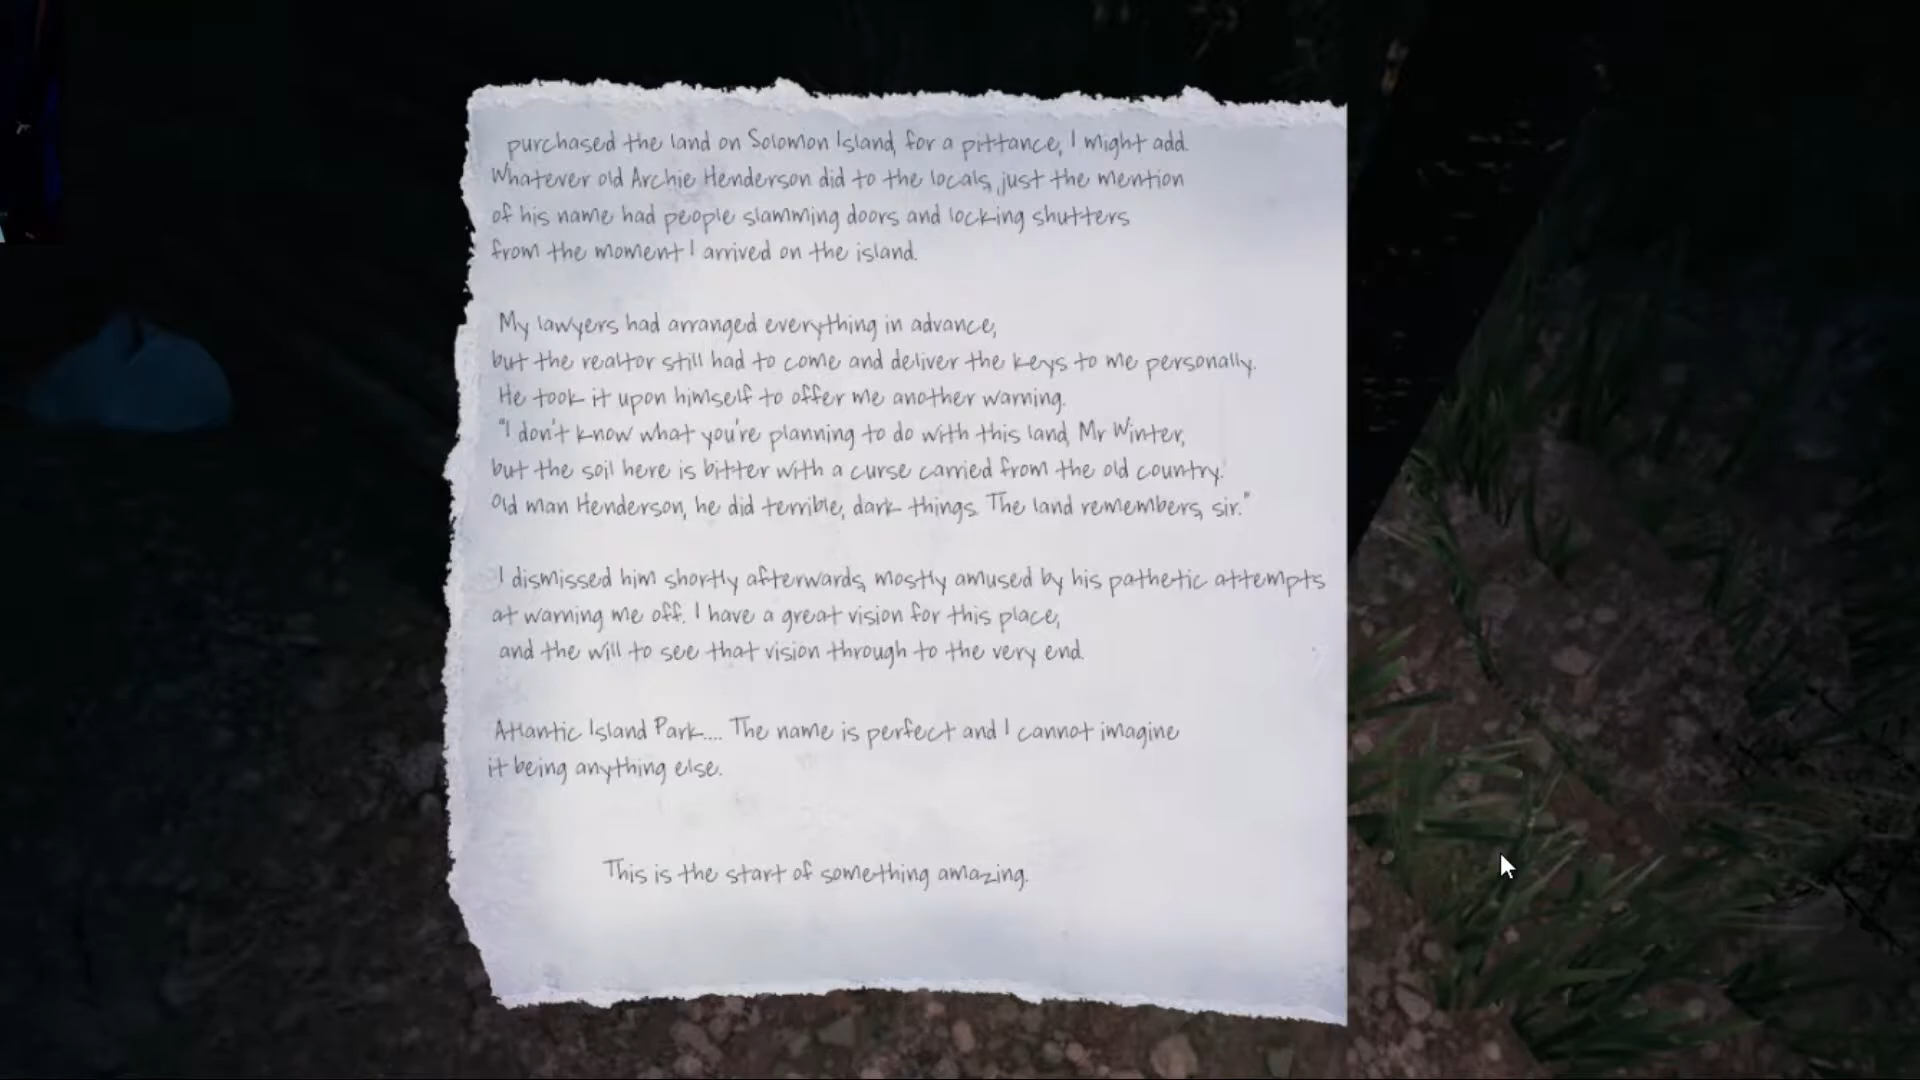 purchased the land on Solomon Island, for a pittance, I might add.
Whatever old Archie Henderson did to the locals, just the mention
of his name had people slamming doors and locking shutters
from the moment I arrived on the island.
My lawyers had arranged everything in advance,
but the realtor still had to come and deliver the keys to me personally.
He took it upon himself to offer me another warning.
"I don't know what you're planning to do with this land, Mr Winter,
but the soil here is bitter with a curse carried from the old country.
Old man Henderson, he did terrible, dark things. The land remembers, sir."
I dismissed him shortly afterwards, mostly amused by his pathetic attempts
at warning me off. I have a great vision for this place,
and the will to see that vision through to the very end.
Atlantic Island Park.... The name is perfect and I cannot imagine
it being anything else.
This is the start of something amazing.